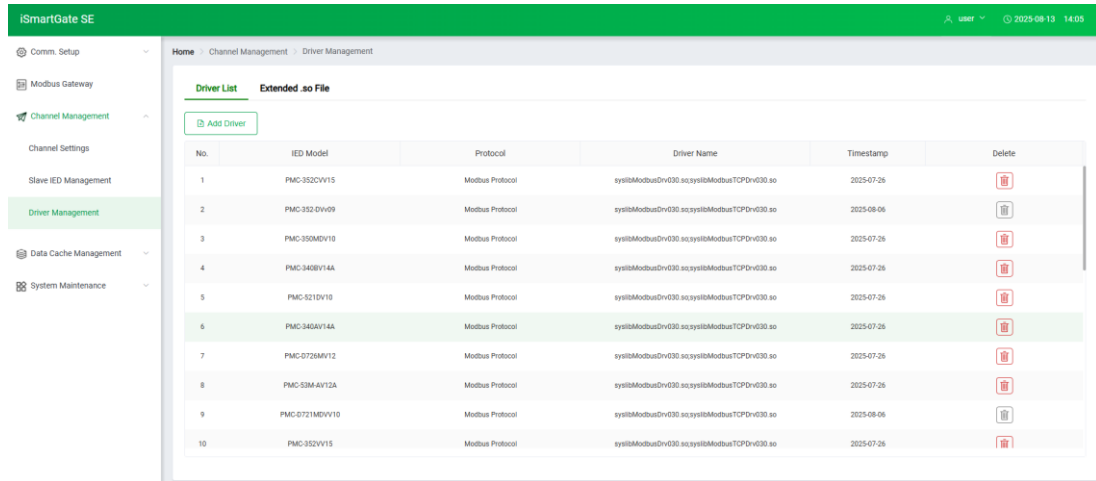 iSmartGate SE
user 2025-08-13 14:05
Comm. Setup
Modbus Gateway
Channel Management
Channel Settings
Slave IED Management
Driver Management
Data Cache Management
System Maintenance
Home > Channel Management > Driver Management
Driver List Extended .so File
Add Driver
No. IED Model Protocol Driver Name Timestamp Delete
1 PMC-352CVV15 Modbus Protocol syslibModbusDrv030.so;syslibModbusTCPDrv030.so 2025-07-26
2 PMC-352-DVv09 Modbus Protocol syslibModbusDrv030.so;syslibModbusTCPDrv030.so 2025-08-06
3 PMC-350MDV10 Modbus Protocol syslibModbusDrv030.so;syslibModbusTCPDrv030.so 2025-07-26
4 PMC-340BV14A Modbus Protocol syslibModbusDrv030.so;syslibModbusTCPDrv030.so 2025-07-26
5 PMC-521DV10 Modbus Protocol syslibModbusDrv030.so;syslibModbusTCPDrv030.so 2025-07-26
6 PMC-340AV14A Modbus Protocol syslibModbusDrv030.so;syslibModbusTCPDrv030.so 2025-07-26
7 PMC-D726MV12 Modbus Protocol syslibModbusDrv030.so;syslibModbusTCPDrv030.so 2025-07-26
8 PMC-53M-AV12A Modbus Protocol syslibModbusDrv030.so;syslibModbusTCPDrv030.so 2025-07-26
9 PMC-D721MDVV10 Modbus Protocol syslibModbusDrv030.so;syslibModbusTCPDrv030.so 2025-08-06
10 PMC-352VV15 Modbus Protocol syslibModbusDrv030.so;syslibModbusTCPDrv030.so 2025-07-26